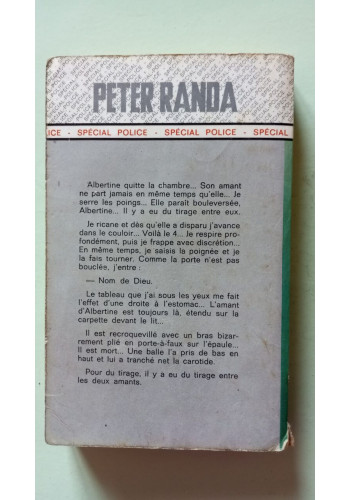 PETER RANDA
ICE - SPÉCIAL POLICE - SPÉCIAL POLICE - SPÉCIAL
Albertine quitte la chambre... Son amant
ne part jamais en même temps qu'elle... Je
serre les poings... Elle paraît bouleversée,
Albertine... Il y a eu du tirage entre eux.
Je ricane et dès qu'elle a disparu j'avance
dans le couloir... Voilà le 4... Je respire pro-
fondément, puis je frappe avec discrétion...
En même temps, je saisis la poignée et je
la fais tourner. Comme la porte n'est pas
bouclée, j'entre :
— Nom de Dieu.
Le tableau que j'ai sous les yeux me fait
l'effet d'une droite à l'estomac... L'amant
d'Albertine est toujours là, étendu sur la
carpette devant le lit...
Il est recroquevillé avec un bras bizar-
rement plié en porte-à-faux sur l'épaule...
Il est mort... Une balle l'a pris de bas en
haut et lui a tranché net la carotide.
Pour du tirage, il y a eu du tirage entre
les deux amants.